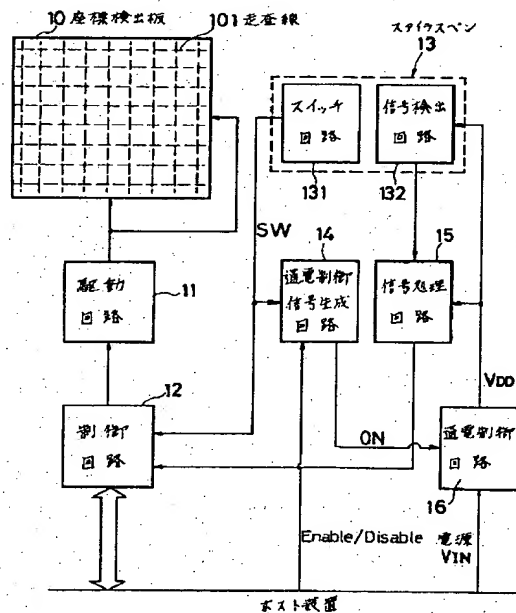 10 座標検出板
101 走査線
スタイラスペン
13
スイッチ
回路
131
信号検出
回路
132
SW
14
通電制御
信号生成
回路
15
信号処理
回路
駆動
回路
11
12
制御
回路
ON
VDD
通電制御
回路
16
Enable/Disable
電源
VIN
ホスト装置